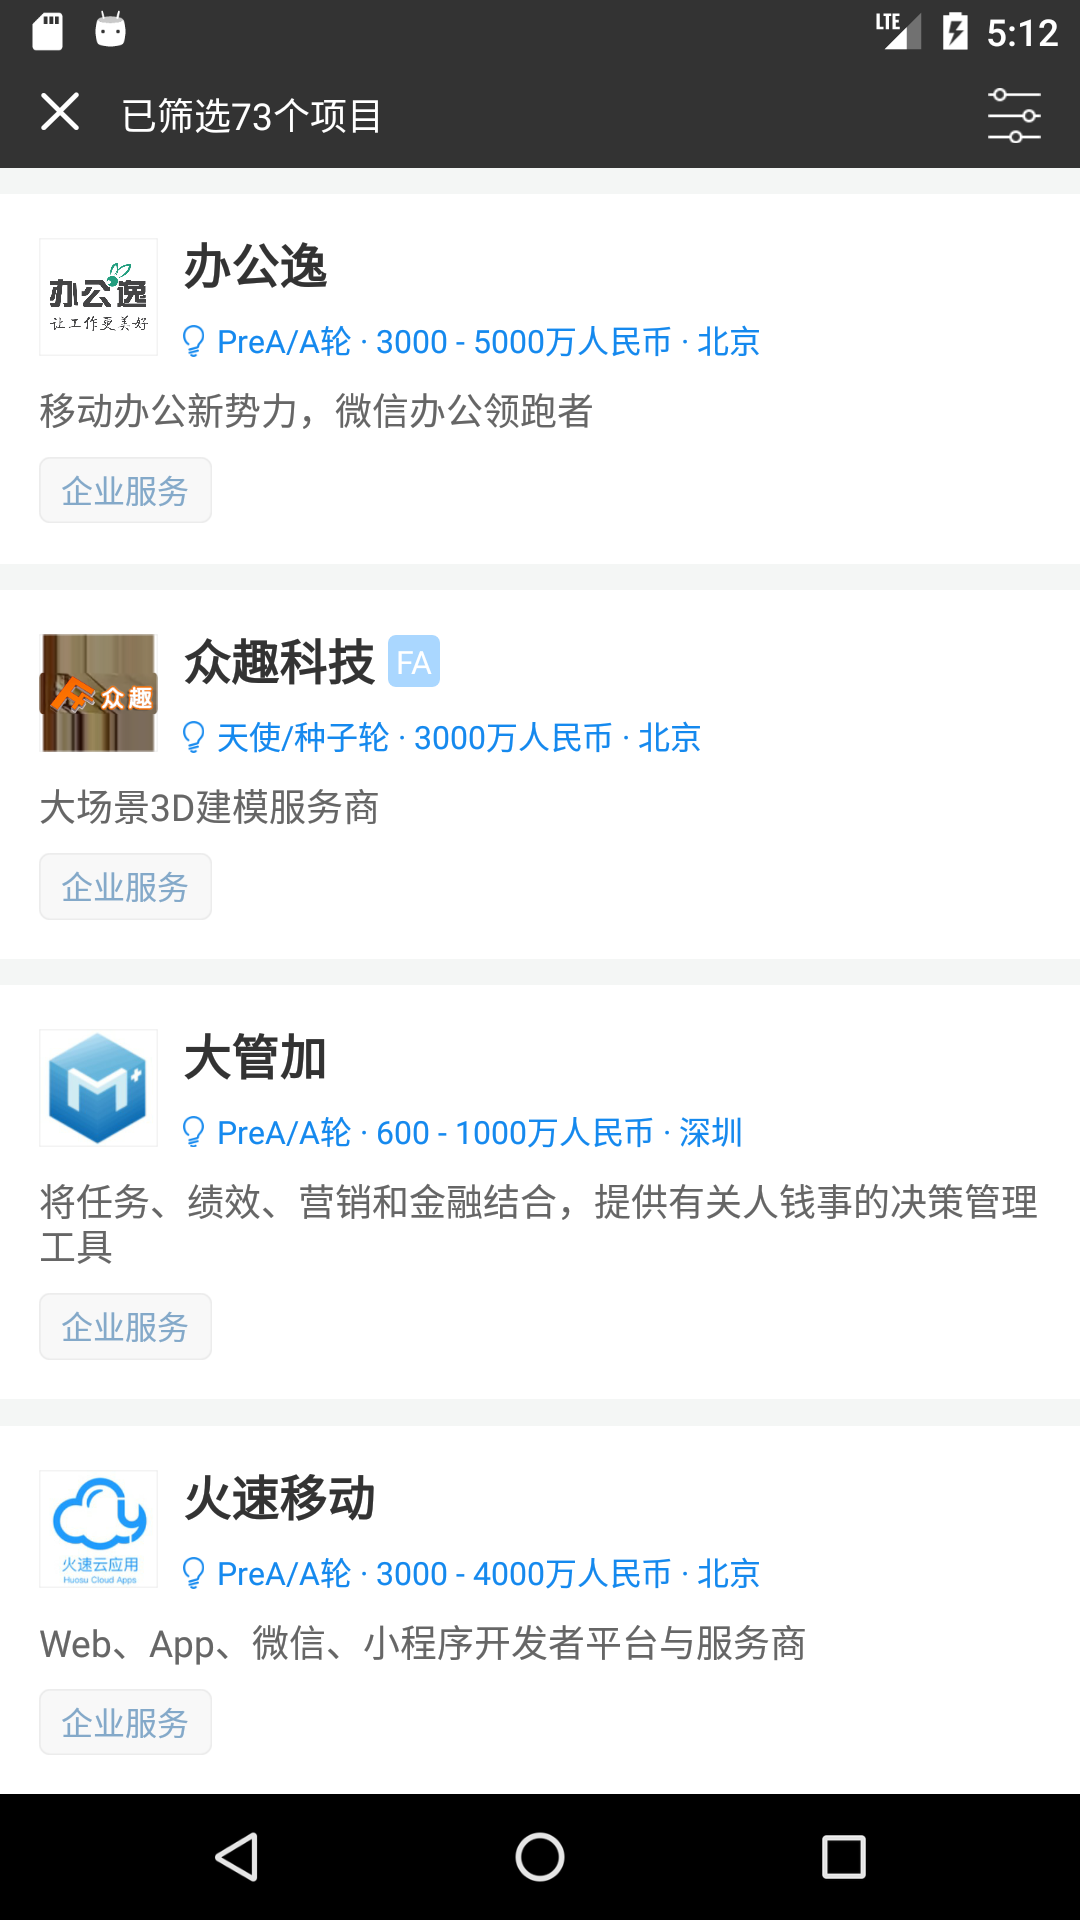 LTE 5:12
已筛选73个项目
办公逸
让工作更美好
办公逸
PreA/A轮 · 3000 - 5000万人民币 · 北京
移动办公新势力，微信办公领跑者
企业服务
众趣
众趣科技 FA
天使/种子轮 · 3000万人民币 · 北京
大场景3D建模服务商
企业服务
M+
大管加
PreA/A轮 · 600 - 1000万人民币 · 深圳
将任务、绩效、营销和金融结合，提供有关人钱事的决策管理
工具
企业服务
火速云应用
Huosu Cloud Apps
火速移动
PreA/A轮 · 3000 - 4000万人民币 · 北京
Web、App、微信、小程序开发者平台与服务商
企业服务